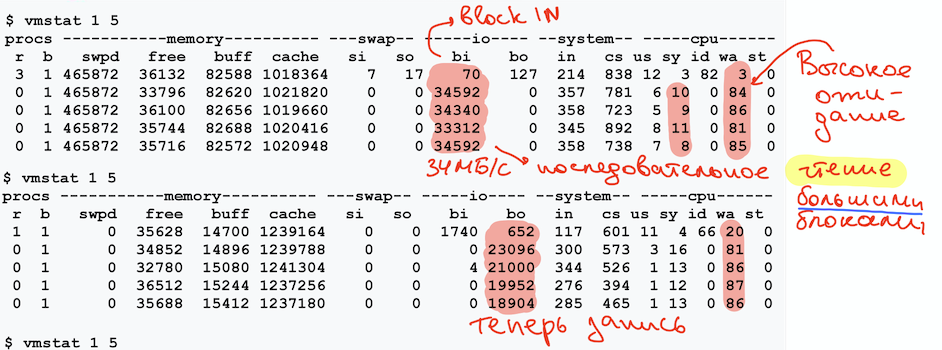 $ vmstat 1 5
Block IN
procs -----------memory---------- ---swap-- -----io---- --system-- -----cpu-----
r b swpd free buff cache si so bi bo in cs us sy id wa st
3 1 465872 36132 82588 1018364 7 17 70 127 214 838 12 3 82 3 0
0 1 465872 33796 82620 1021820 0 0 34592 0 357 781 6 10 0 84 0
0 1 465872 36100 82656 1019660 0 0 34340 0 358 723 5 9 0 86 0
0 1 465872 35744 82688 1020416 0 0 33312 0 345 892 8 11 0 81 0
0 1 465872 35716 82572 1020948 0 0 34592 0 358 738 7 8 0 85 0
Высокое
ожи-
дание
34МБ/С последовательное
чтение
большими
блоками
$ vmstat 1 5
procs -----------memory---------- ---swap-- -----io---- --system-- -----cpu-----
r b swpd free buff cache si so bi bo in cs us sy id wa st
1 1 0 35628 14700 1239164 0 0 1740 652 117 601 11 4 66 20 0
0 1 0 34852 14896 1239788 0 0 0 23096 300 573 3 16 0 81 0
0 1 0 32780 15080 1241304 0 0 4 21000 344 526 1 13 0 86 0
0 1 0 36512 15244 1237256 0 0 0 19952 276 394 1 12 0 87 0
0 1 0 35688 15412 1237180 0 0 0 18904 285 465 1 13 0 86 0
теперь запись
$ vmstat 1 5